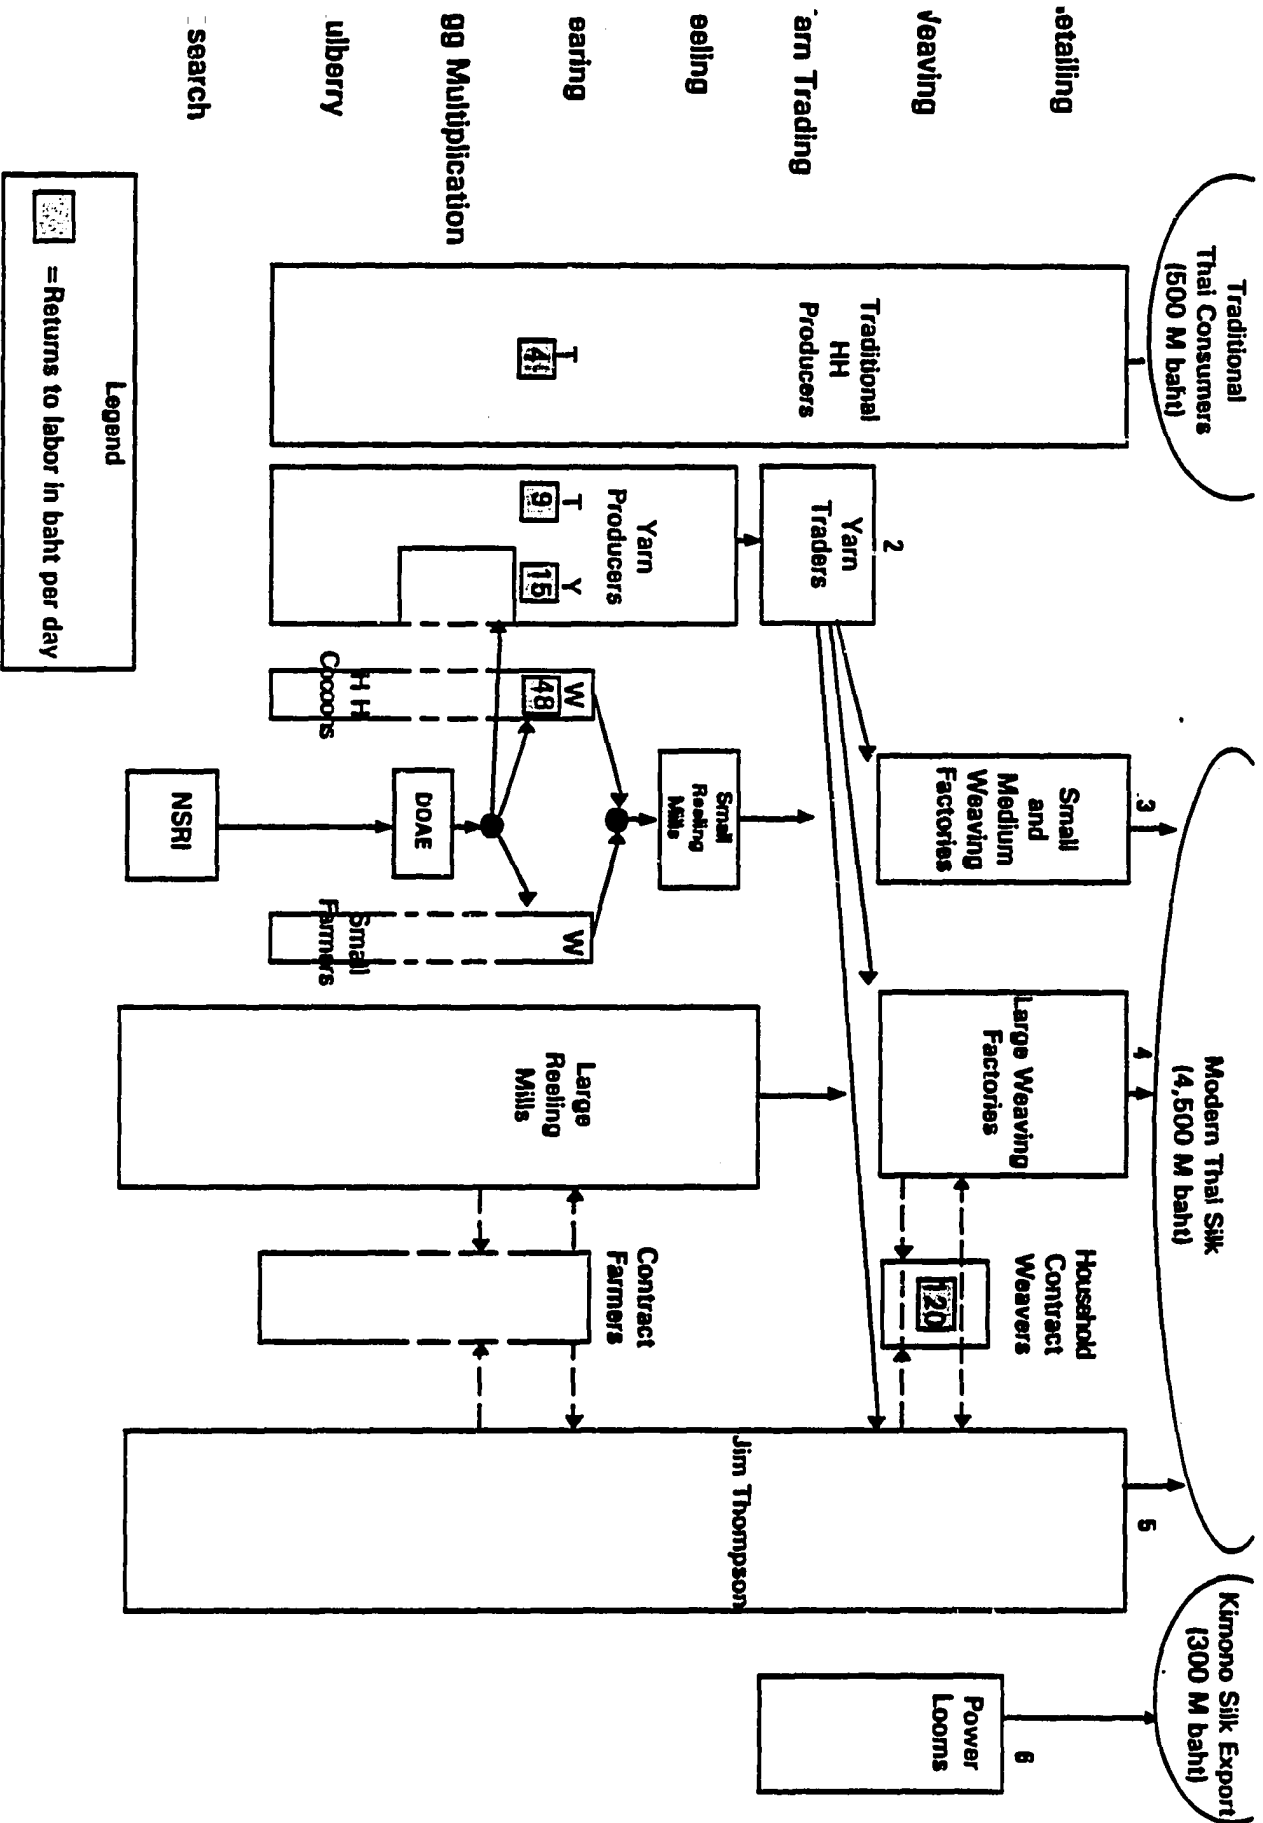 Traditional
Thai Consumers
(500 M baht)
Modern Thai Silk
(4,500 M baht)
Kimono Silk Export
(300 M baht)
etailing
1
3
4
5
eaving
Small
and
Medium
Weaving
Factories
Large Weaving
Factories
Household
Contract
Weavers
120
6
Power
Looms
arn Trading
Traditional
HH
Producers
2
Yarn
Traders
eeling
Small
Reeling
Mills
Jim Thompson
earing
T
Yarn
Producers
T
9
Y
15
W
48
W
Large
Reeling
Mills
Contract
Farmers
gg Multiplication
DOAE
ulberry
H H
Cocoons
Small
Farmers
search
NSRI
Legend
=Returns to labor in baht per day